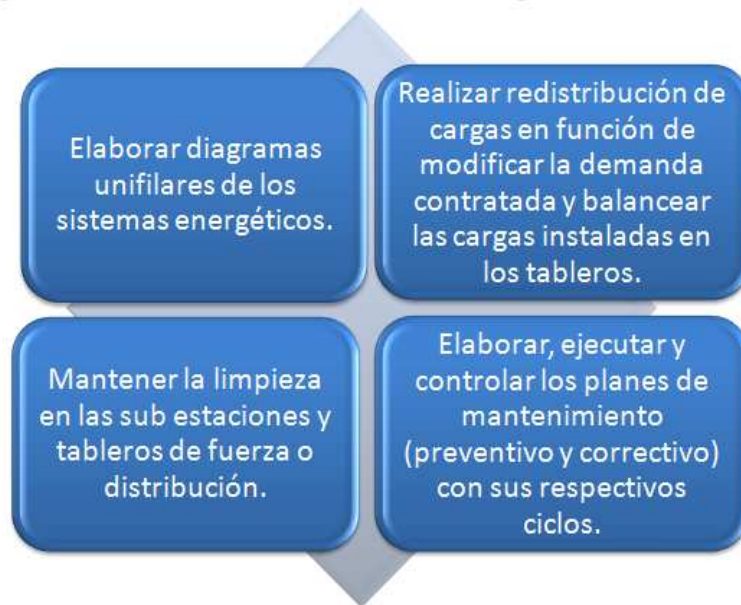 Elaborar diagramas
unifilares de los
sistemas energéticos.
Realizar redistribución de
cargas en función de
modificar la demanda
contratada y balancear
las cargas instaladas en
los tableros.
Mantener la limpieza
en las sub estaciones y
tableros de fuerza o
distribución.
Elaborar, ejecutar y
controlar los planes de
mantenimiento
(preventivo y correctivo)
con sus respectivos
ciclos.